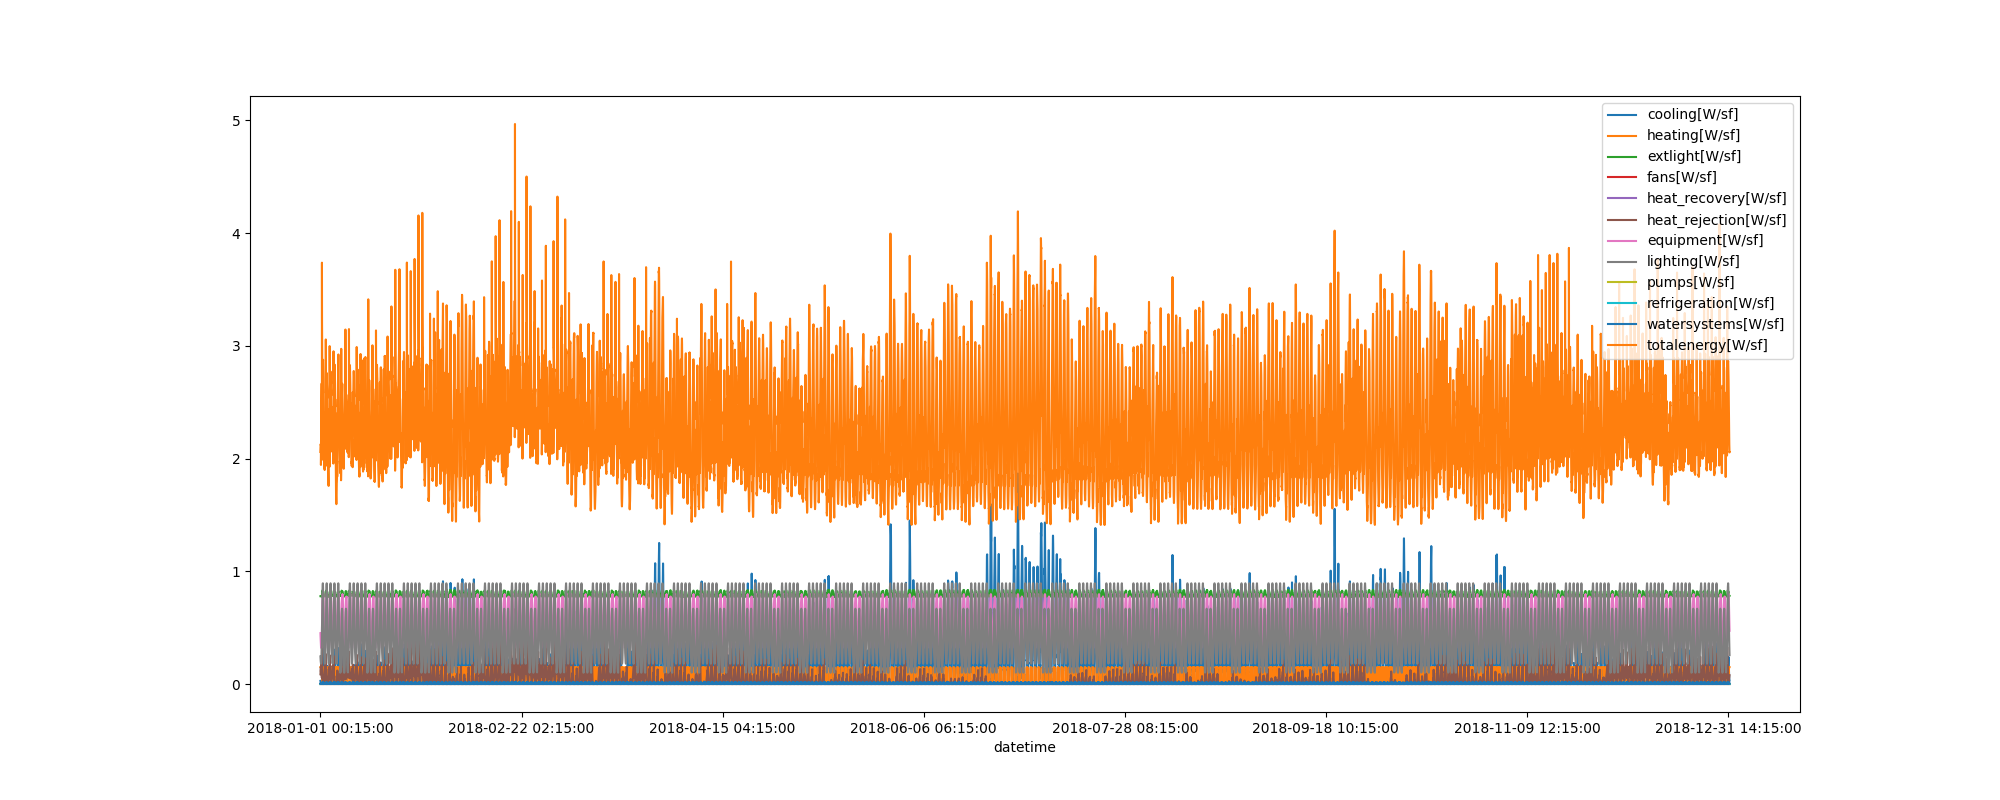 5
4
3
2
1
0
cooling[W/sf]
heating[W/sf]
extlight[W/sf]
fans[W/sf]
heat_recovery[W/sf]
heat_rejection[W/sf]
equipment[W/sf]
lighting[W/sf]
pumps[W/sf]
refrigeration[W/sf]
watersystems[W/sf]
totalenergy[W/sf]
2018-01-01 00:15:00 2018-02-22 02:15:00 2018-04-15 04:15:00 2018-06-06 06:15:00 2018-07-28 08:15:00 2018-09-18 10:15:00 2018-11-09 12:15:00 2018-12-31 14:15:00
datetime